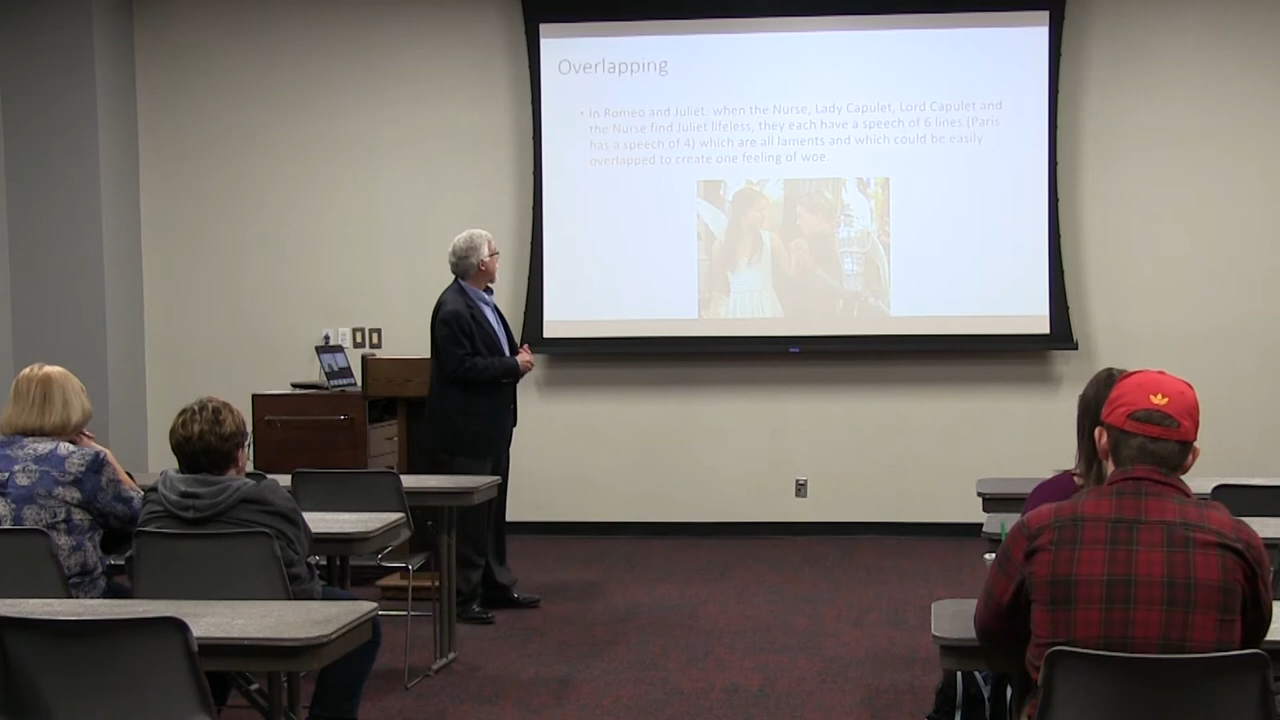 Overlapping
• In Romeo and Juliet. when the Nurse, Lady Capulet, Lord Capulet and
the Nurse find Juliet lifeless, they each have a speech of 6 lines (Paris
has a speech of 4) which are all laments and which could be easily
overlapped to create one feeling of woe.